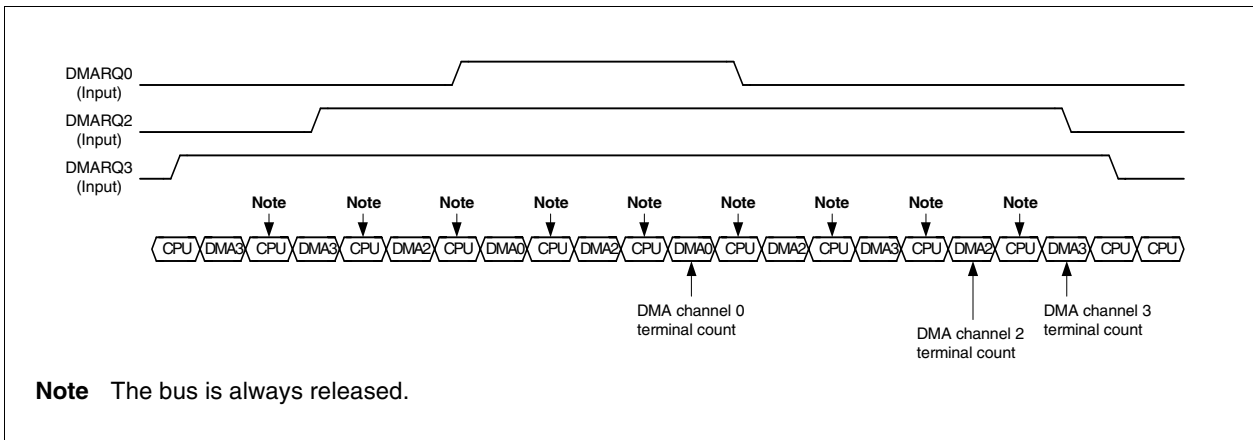 DMARQ0
(Input)
DMARQ2
(Input)
DMARQ3
(Input)
Note Note Note Note Note Note Note Note Note
CPU DMA3 CPU DMA3 CPU DMA2 CPU DMA0 CPU DMA2 CPU DMA0 CPU DMA2 CPU DMA3 CPU DMA2 CPU DMA3 CPU CPU
DMA channel 0
terminal count
DMA channel 2
terminal count
DMA channel 3
terminal count
Note The bus is always released.